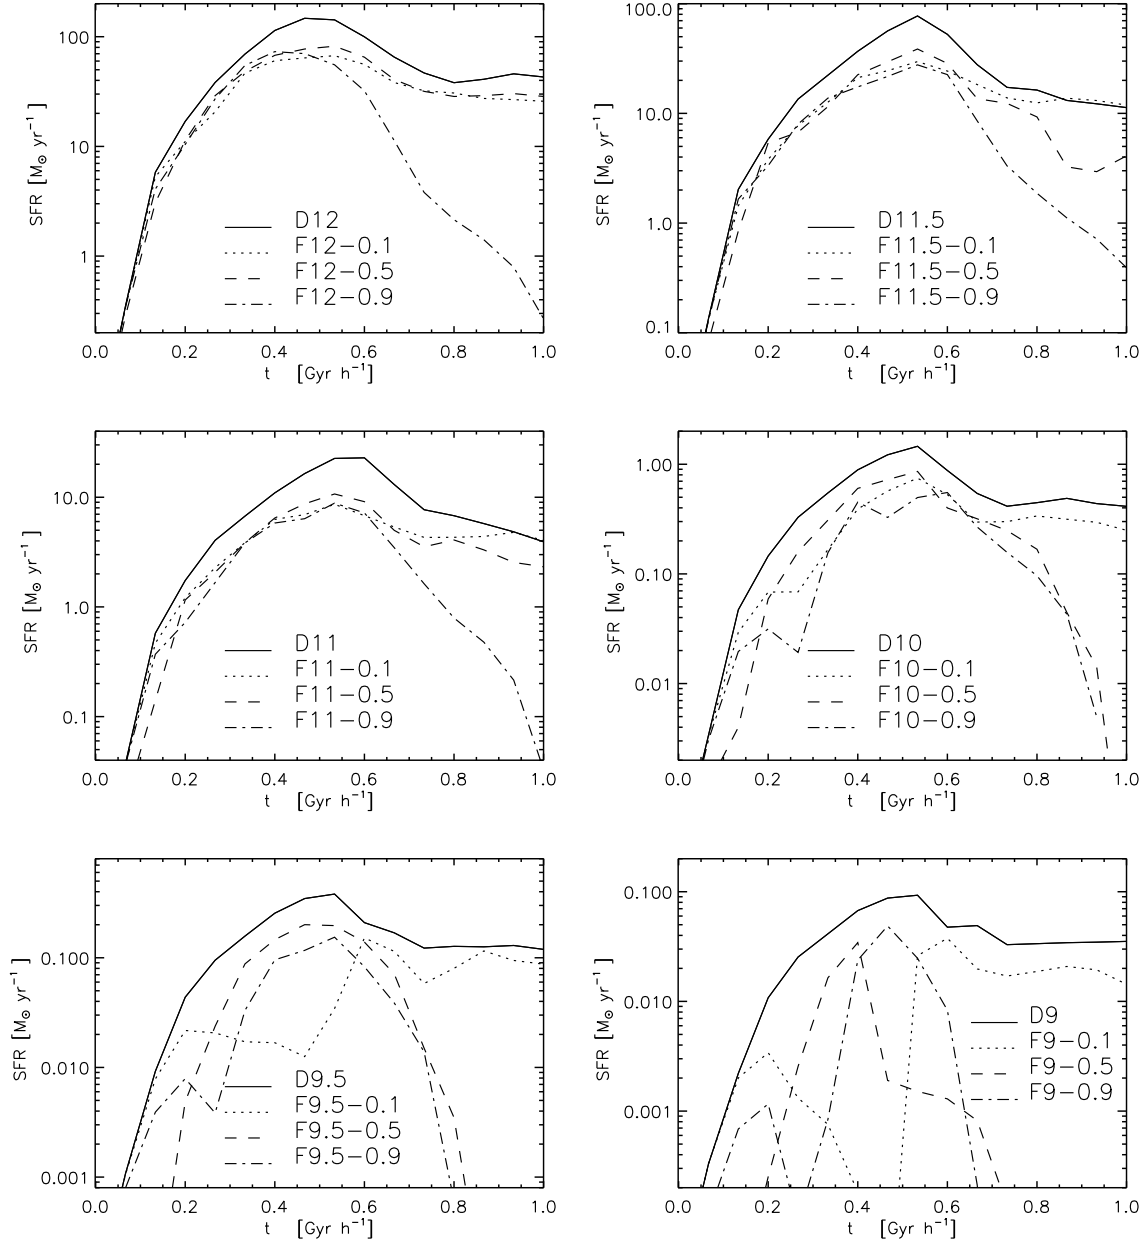 100
10
1
SFR [M⊙ yr−1]
D12
F12−0.1
F12−0.5
F12−0.9
0.0 0.2 0.4 0.6 0.8 1.0
t [Gyr h−1]
100.0
10.0
1.0
0.1
SFR [M⊙ yr−1]
D11.5
F11.5−0.1
F11.5−0.5
F11.5−0.9
0.0 0.2 0.4 0.6 0.8 1.0
t [Gyr h−1]
10.0
1.0
0.1
SFR [M⊙ yr−1]
D11
F11−0.1
F11−0.5
F11−0.9
0.0 0.2 0.4 0.6 0.8 1.0
t [Gyr h−1]
1.00
0.10
0.01
SFR [M⊙ yr−1]
D10
F10−0.1
F10−0.5
F10−0.9
0.0 0.2 0.4 0.6 0.8 1.0
t [Gyr h−1]
0.100
0.010
0.001
SFR [M⊙ yr−1]
D9.5
F9.5−0.1
F9.5−0.5
F9.5−0.9
0.0 0.2 0.4 0.6 0.8 1.0
t [Gyr h−1]
0.100
0.010
0.001
SFR [M⊙ yr−1]
D9
F9−0.1
F9−0.5
F9−0.9
0.0 0.2 0.4 0.6 0.8 1.0
t [Gyr h−1]